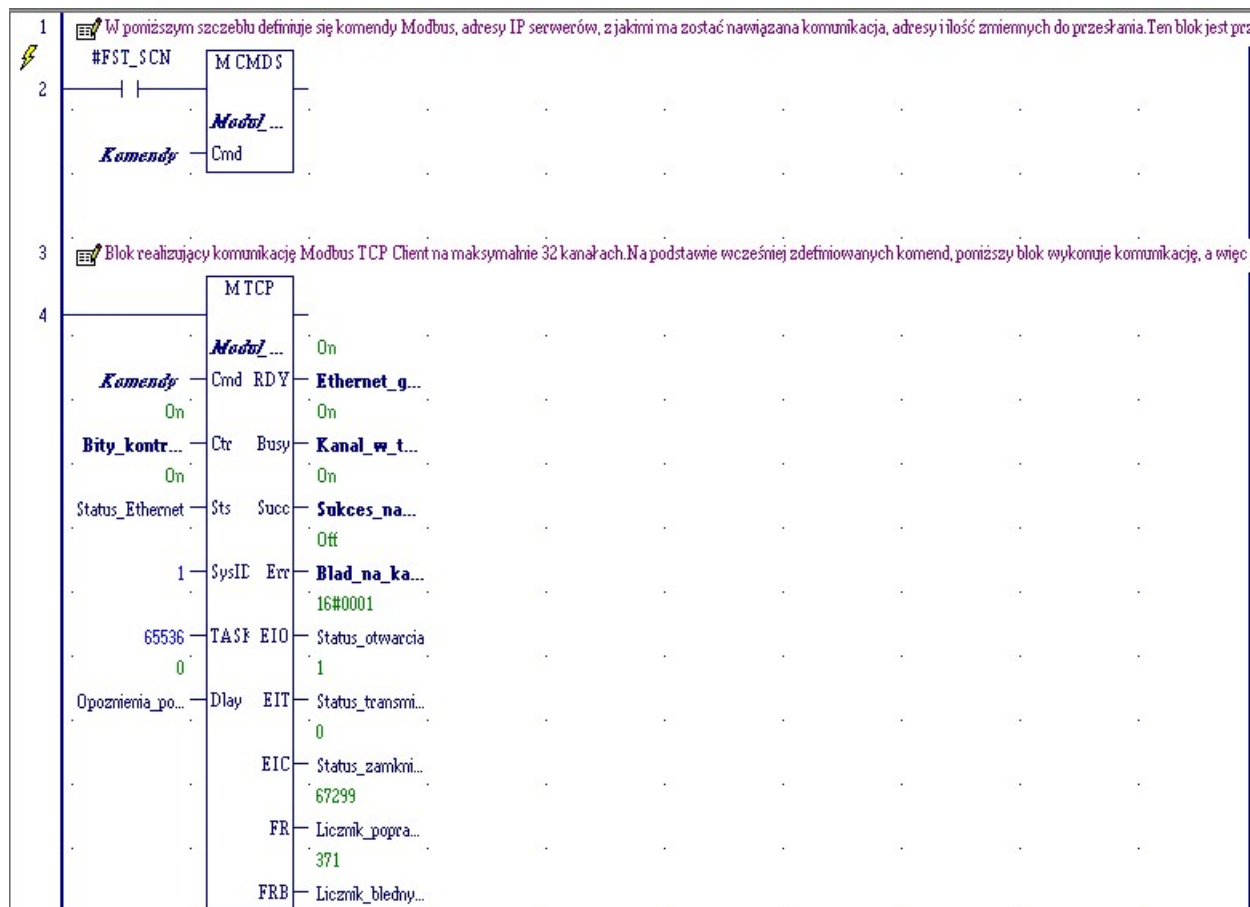 1 W poniższym szczeblu definiuje się komendy Modbus, adresy IP serwerów, z jakimi ma zostać nawiązana komunikacja, adresy i ilość zmiennych do przesłania.Ten blok jest prz
#FST_SCN M CMDS
2
Modul_...
Komendy Cmd
3 Blok realizujący komunikację Modbus TCP Client na maksymalnie 32 kanałach.Na podstawie wcześniej zdefiniowanych komend, poniższy blok wykonuje komunikację, a więc
M TCP
4
Modul_... On
Komendy Cmd RDY Ethernet_g...
On On
Bity_kontr... Ctr Busy Kanal_w_t...
On On
Status_Ethernet Sts Succ Sukces_na...
Off
1 SysID Err Blad_na_ka...
16#0001
65536 TASK EIO Status_otwarcia
0 1
Opoznienia_po... Dlay EIT Status_transmi...
0
EIC Status_zamkni...
67299
FR Licznik_popra...
371
FRB Licznik_bledny...